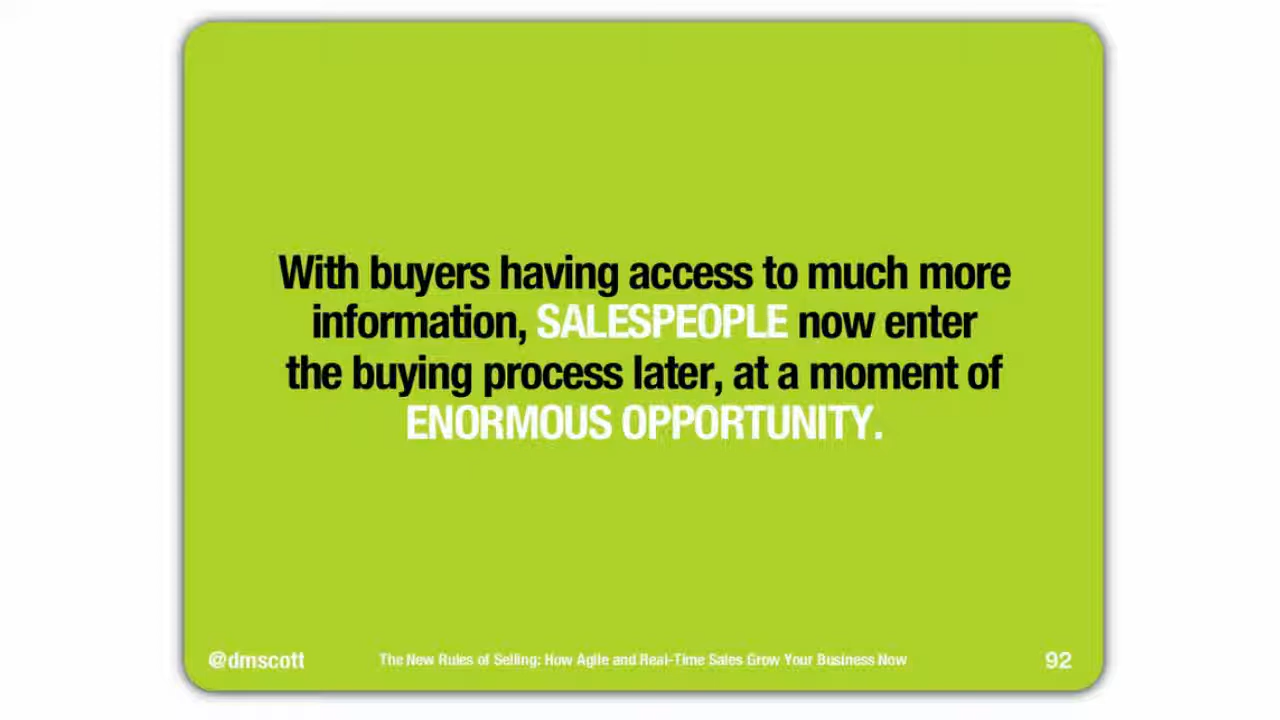 With buyers having access to much more
information, SALESPEOPLE now enter
the buying process later, at a moment of
ENORMOUS OPPORTUNITY.
@dmscott
The New Rules of Selling: How Agile and Real-Time Sales Grow Your Business Now
92